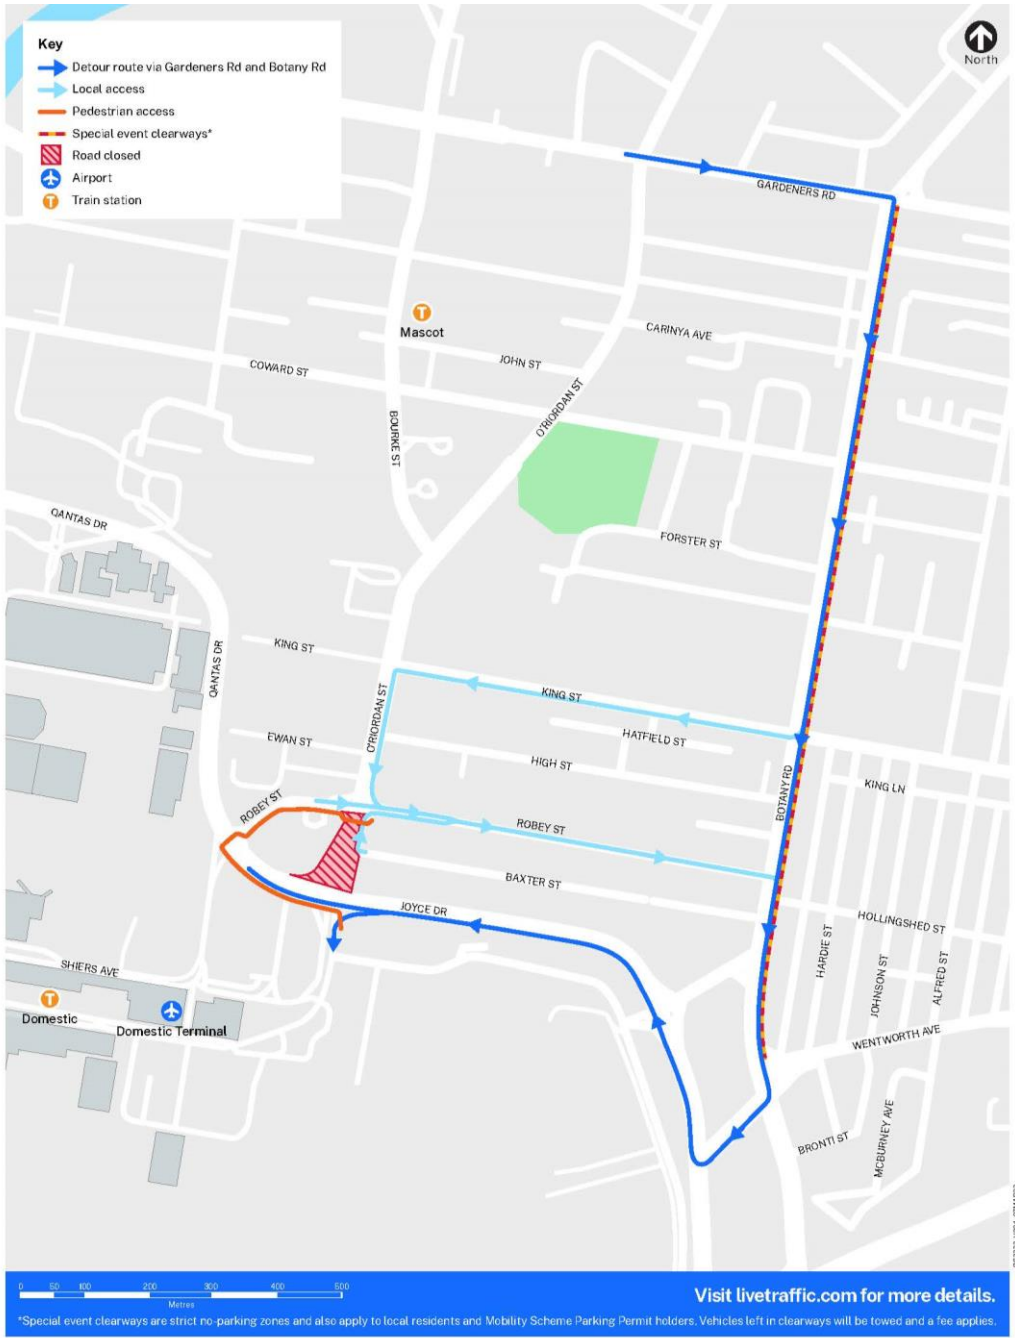 Key
Detour route via Gardeners Rd and Botany Rd
Local access
Pedestrian access
Special event clearways*
Road closed
Airport
Train station
North
GARDENERS RD
CARINYA AVE
Mascot
JOHN ST
COWARD ST
O'RIORDAN ST
BOURKE ST
QANTAS DR
FORSTER ST
KING ST
QANTAS DR
KING ST
O'RIORDAN ST
HATFIELD ST
EWAN ST
HIGH ST
BOTANY RD
KING LN
ROBEY ST
ROBEY ST
BAXTER ST
JOYCE DR
HOLLINGSHED ST
HARDIE ST
JOHNSON ST
ALFRED ST
SHIERS AVE
Domestic
Domestic Terminal
WENTWORTH AVE
BRONTI ST
MCBURNEY AVE
0 50 100 200 300 400 500
Metres
Visit livetraffic.com for more details.
*Special event clearways are strict no-parking zones and also apply to local residents and Mobility Scheme Parking Permit holders. Vehicles left in clearways will be towed and a fee applies.